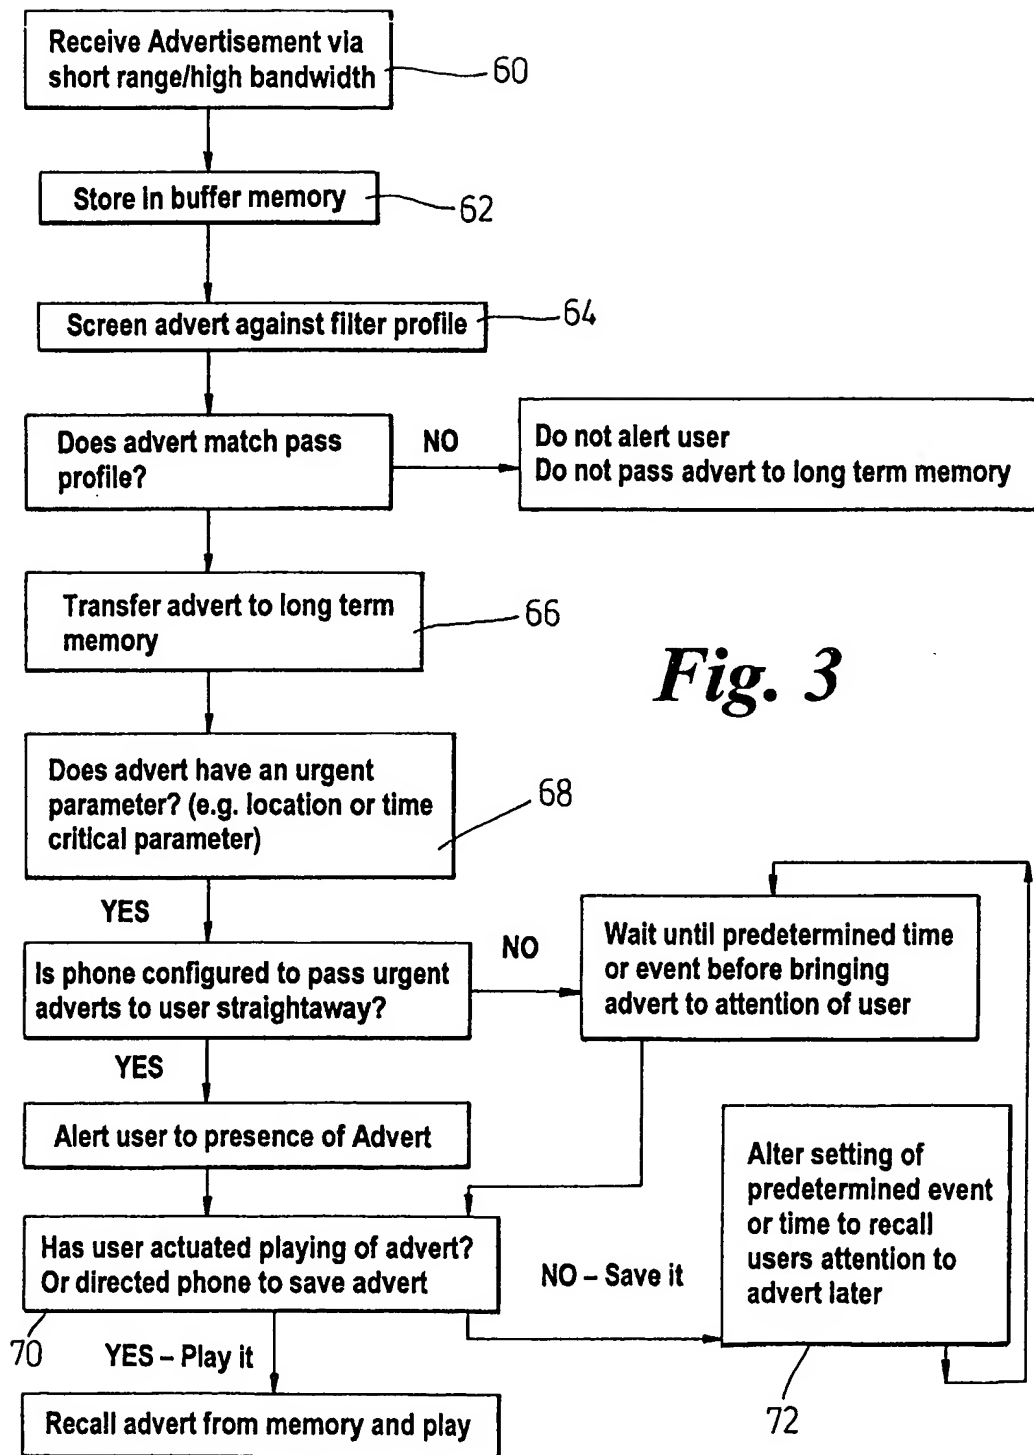 Receive Advertisement via
short range/high bandwidth
60
Store in buffer memory
62
Screen advert against filter profile
64
Does advert match pass
profile?
NO
Do not alert user
Do not pass advert to long term memory
Transfer advert to long term
memory
66
Fig. 3
Does advert have an urgent
parameter? (e.g. location or time
critical parameter)
68
YES
Is phone configured to pass urgent
adverts to user straightaway?
NO
Wait until predetermined time
or event before bringing
advert to attention of user
YES
Alert user to presence of Advert
Alter setting of
predetermined event
or time to recall
users attention to
advert later
72
Has user actuated playing of advert?
Or directed phone to save advert
70
NO – Save it
YES – Play it
Recall advert from memory and play